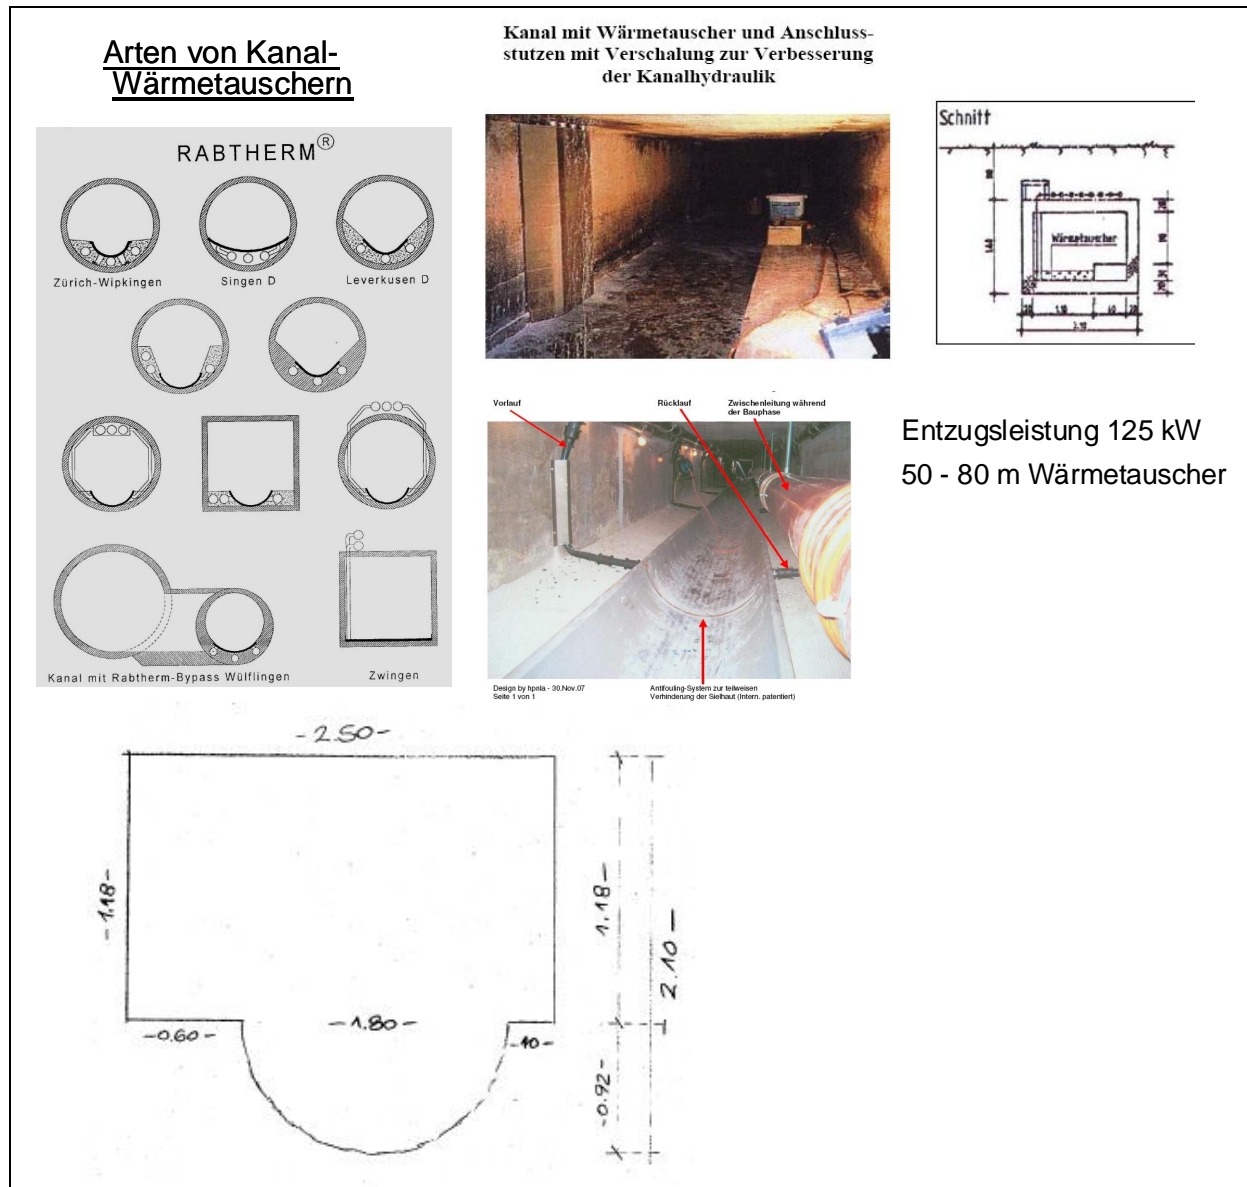 Arten von Kanal-
Wärmetauschern
Kanal mit Wärmetauscher und Anschluss-
stutzen mit Verschalung zur Verbesserung
der Kanalhydraulik
RABTHERM®
Zürich-Wipkingen
Singen D
Leverkusen D
Kanal mit Rabtherm-Bypass Wülflingen
Zwingen
Schnitt
Wärmetauscher
1.10
Vorlauf
Rücklauf
Zwischenleitung während
der Bauphase
Design by hpnta - 30.Nov.07
Seite 1 von 1
Antifouling-System zur teilweisen
Verhinderung der Sielhaut (Intern. patentiert)
Entzugsleistung 125 kW
50 - 80 m Wärmetauscher
-2.50-
-1.18-
1.18-
2.10-
-0.60-
-1.80-
-10-
-0.92-